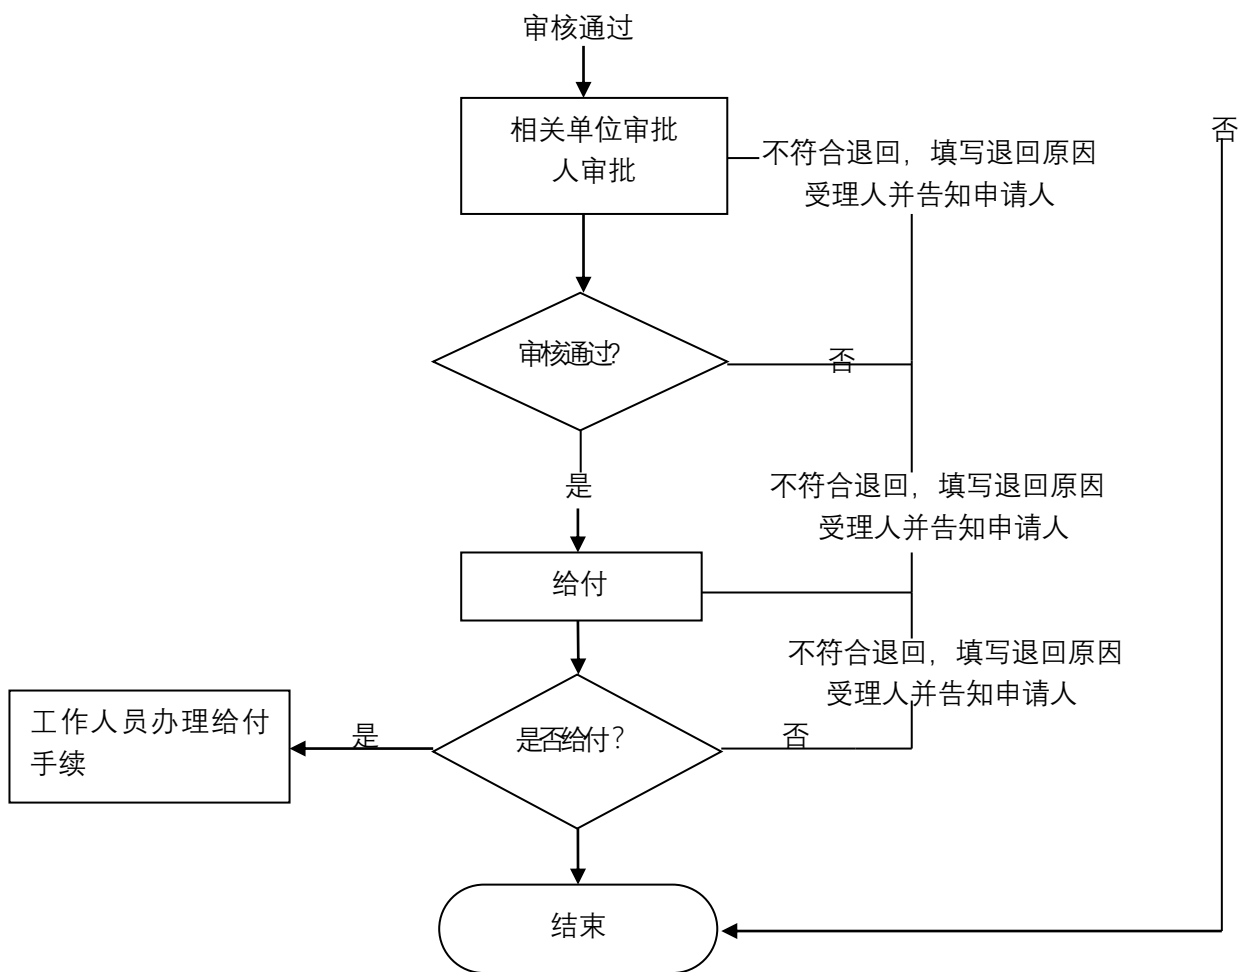 审核通过
相关单位审批
人审批
否
不符合退回，填写退回原因
受理人并告知申请人
审核通过？
否
是
不符合退回，填写退回原因
受理人并告知申请人
给付
不符合退回，填写退回原因
受理人并告知申请人
工作人员办理给付
手续
是
是否给付？
否
结束